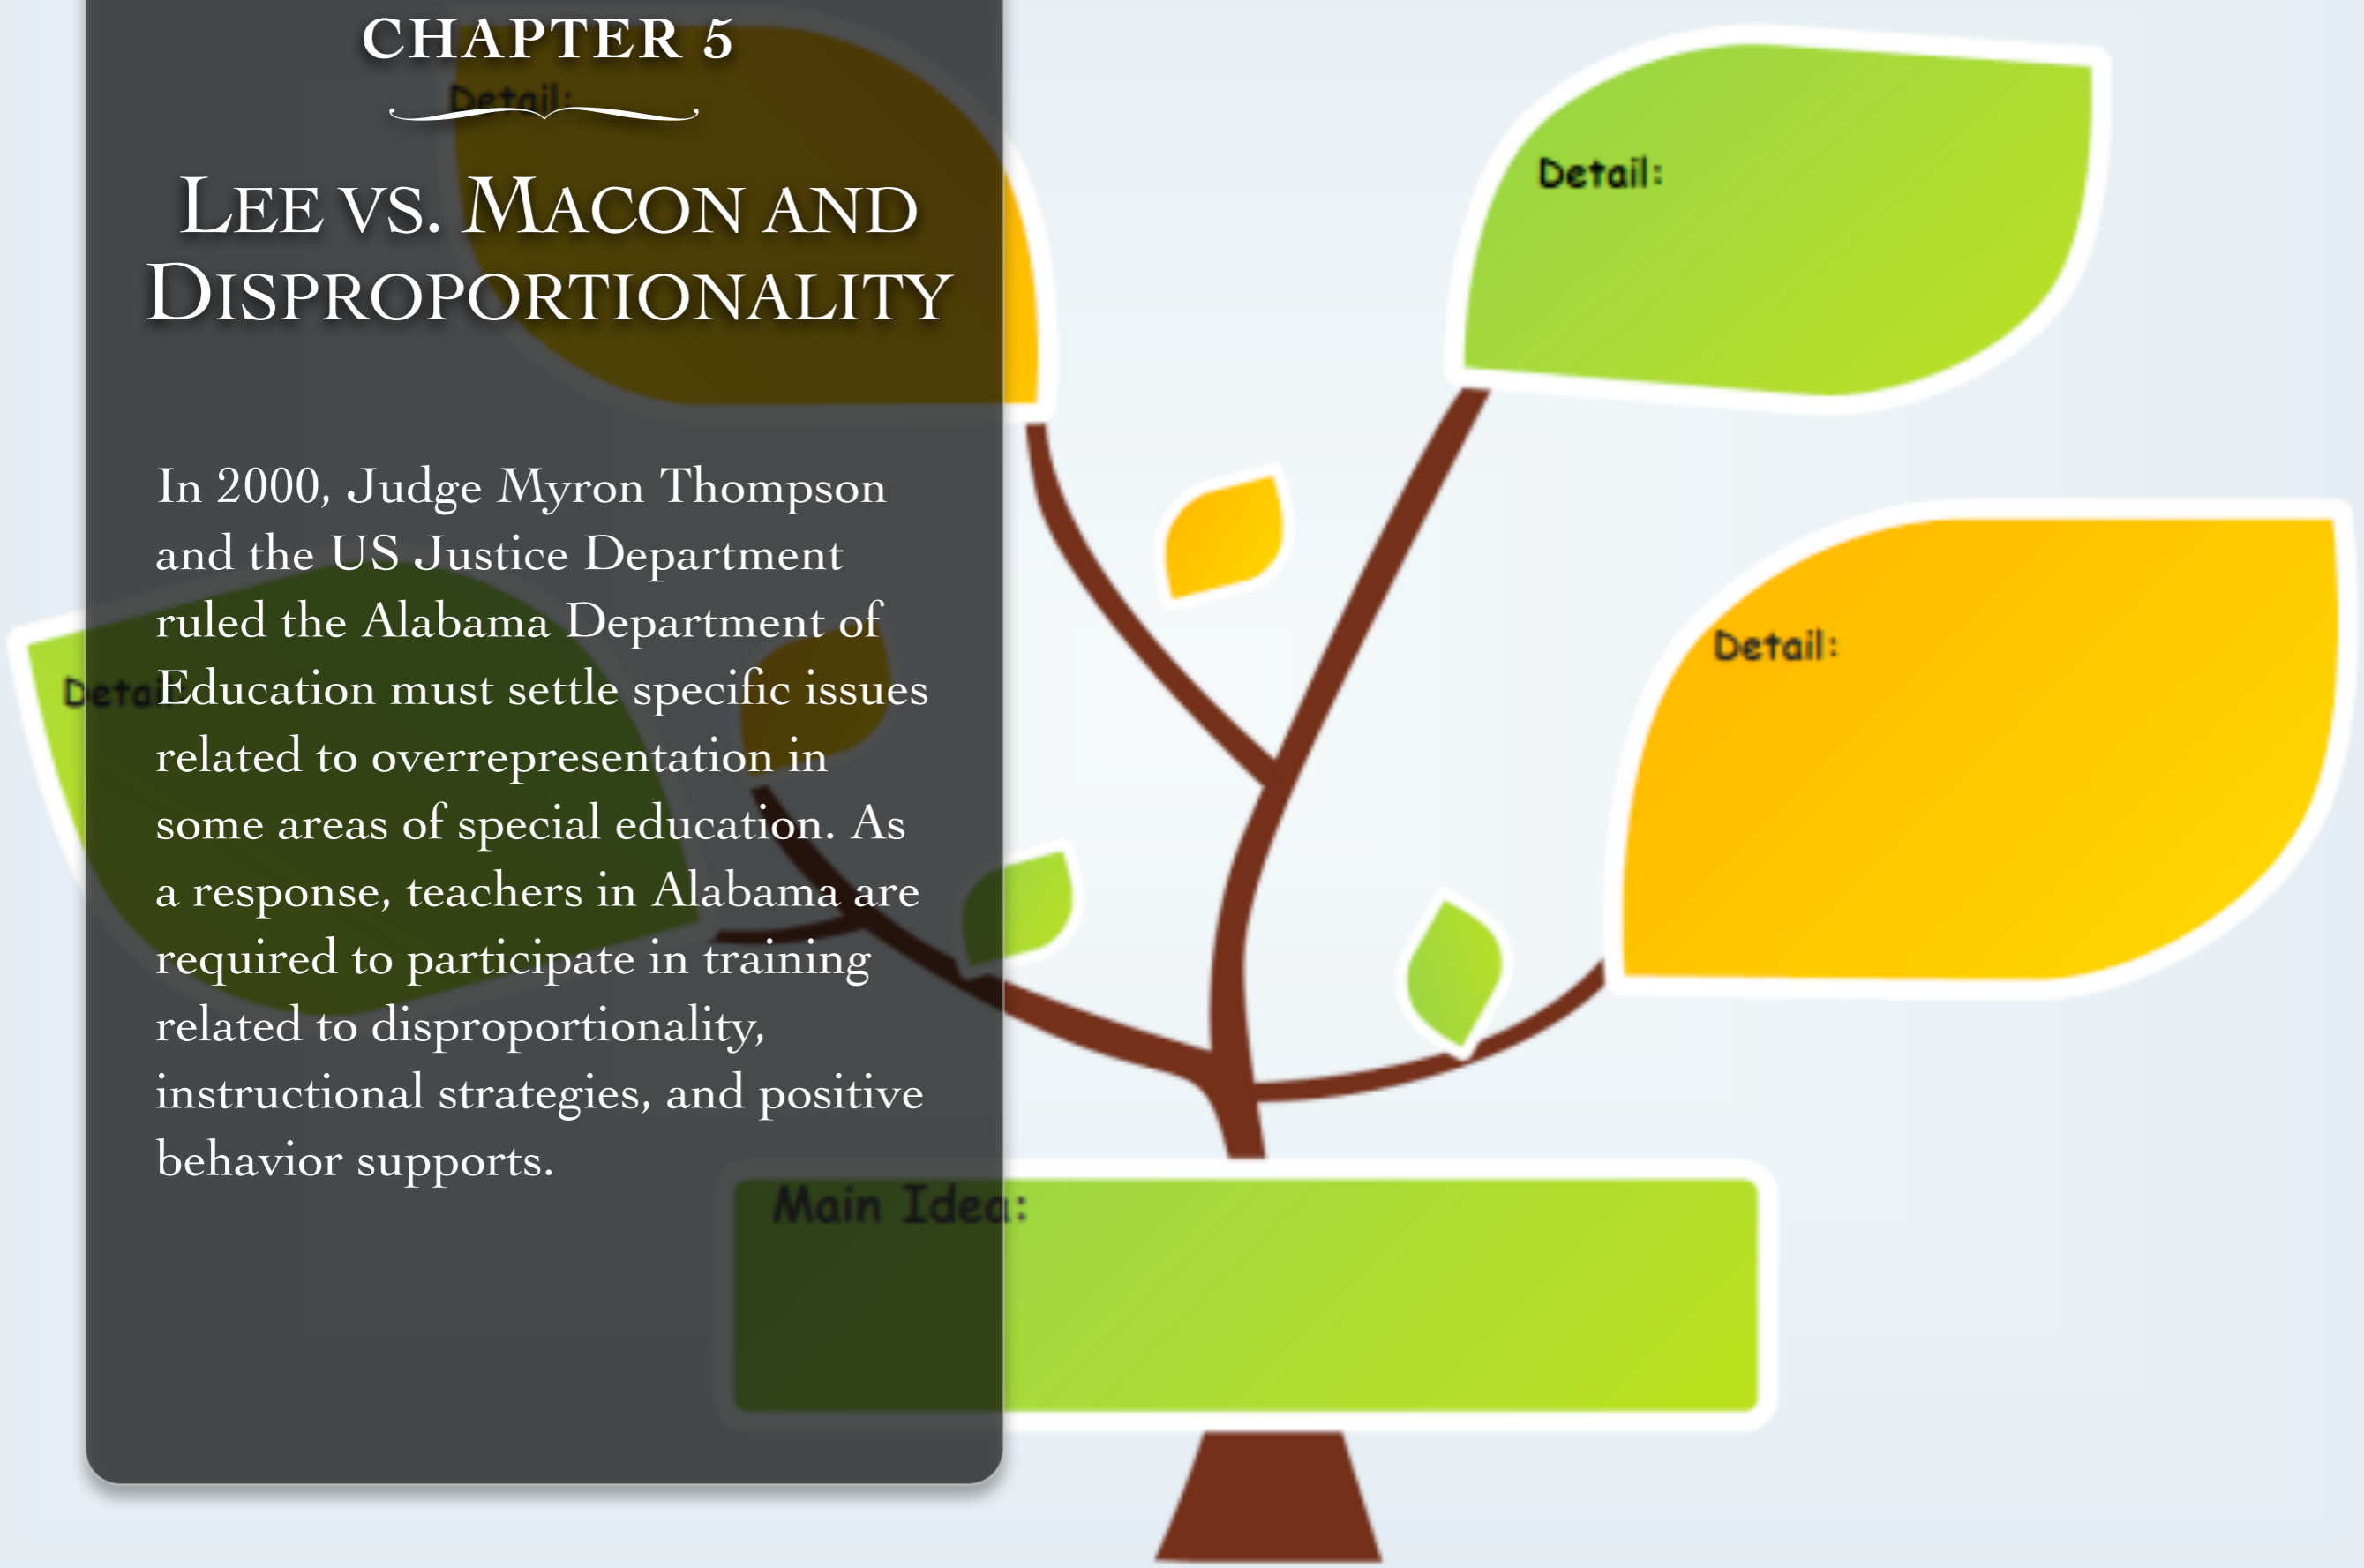 CHAPTER 5
Detail:
LEE VS. MACON AND
DISPROPORTIONALITY
In 2000, Judge Myron Thompson
and the US Justice Department
ruled the Alabama Department of
Education must settle specific issues
related to overrepresentation in
some areas of special education. As
a response, teachers in Alabama are
required to participate in training
related to disproportionality,
instructional strategies, and positive
behavior supports.
Detail:
Detail:
Detail:
Main Idea: